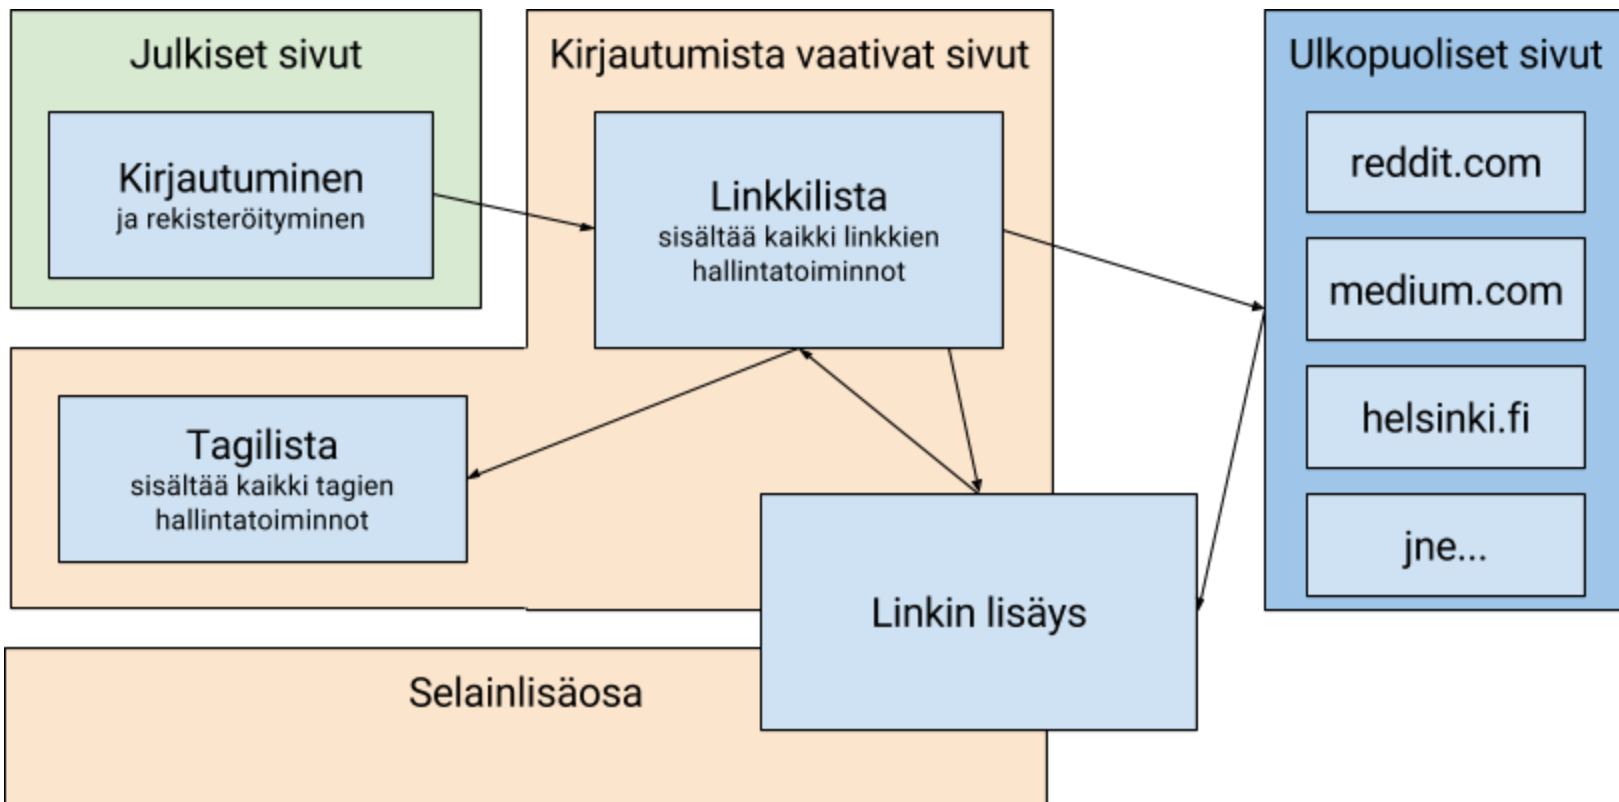 Julkiset sivut
Kirjautuminen
ja rekisteröityminen
Kirjautumista vaativat sivut
Linkkilista
sisältää kaikki linkkien
hallintatoiminnot
Tagilista
sisältää kaikki tagien
hallintatoiminnot
Linkin lisäys
Selainlisäosa
Ulkopuoliset sivut
reddit.com
medium.com
helsinki.fi
jne...